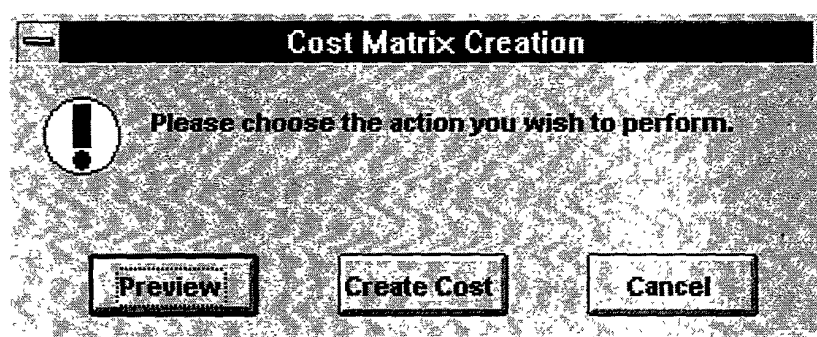 Cost Matrix Creation
Please choose the action you wish to perform.
Preview Create Cost Cancel